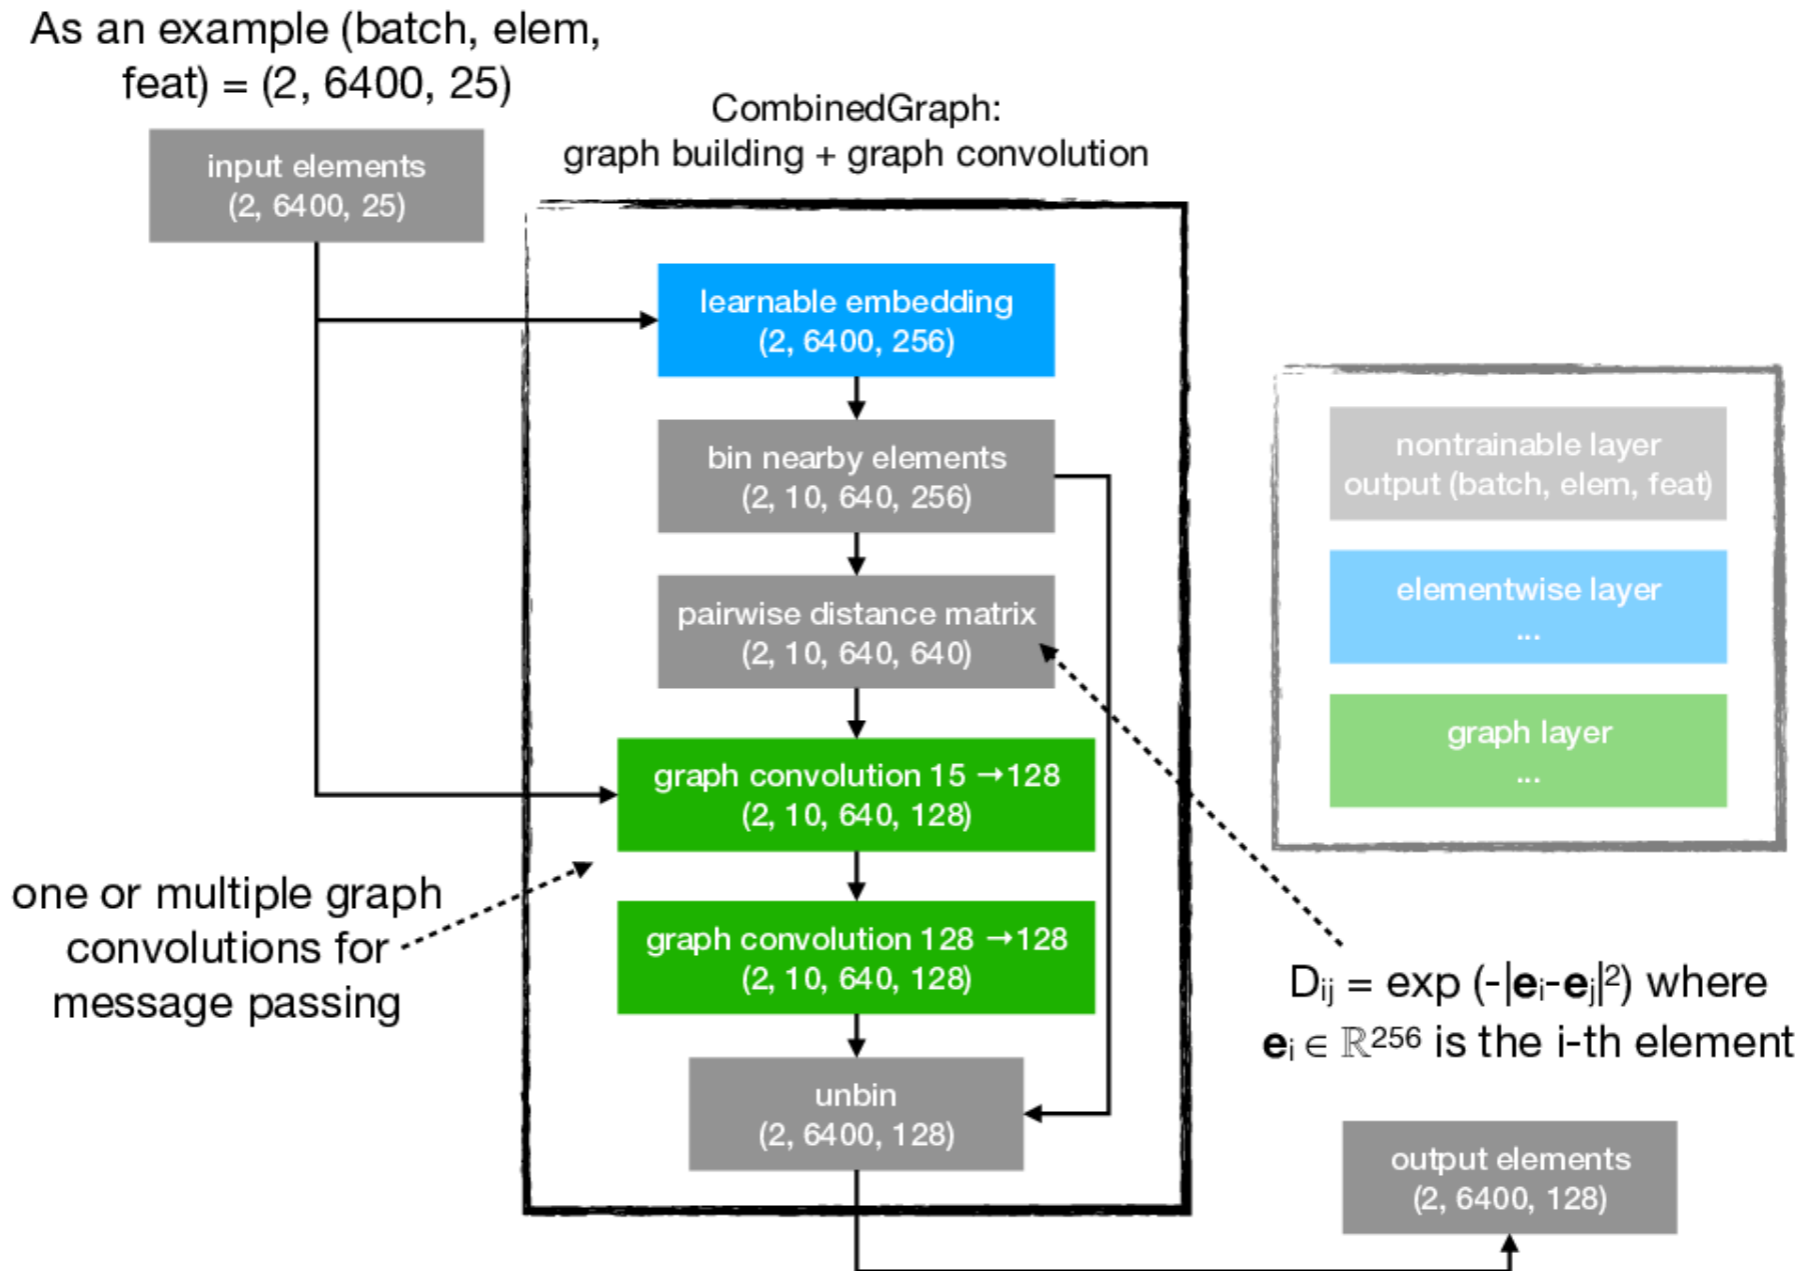 As an example (batch, elem,
feat) = (2, 6400, 25)
input elements
(2, 6400, 25)
CombinedGraph:
graph building + graph convolution
learnable embedding
(2, 6400, 256)
bin nearby elements
(2, 10, 640, 256)
pairwise distance matrix
(2, 10, 640, 640)
graph convolution 15 →128
(2, 10, 640, 128)
graph convolution 128 →128
(2, 10, 640, 128)
unbin
(2, 6400, 128)
one or multiple graph
convolutions for
message passing
nontrainable layer
output (batch, elem, feat)
elementwise layer
...
graph layer
...
Dᵢⱼ = exp (-|eᵢ-eⱼ|²) where
eᵢ ∈ ℝ²⁵⁶ is the i-th element
output elements
(2, 6400, 128)